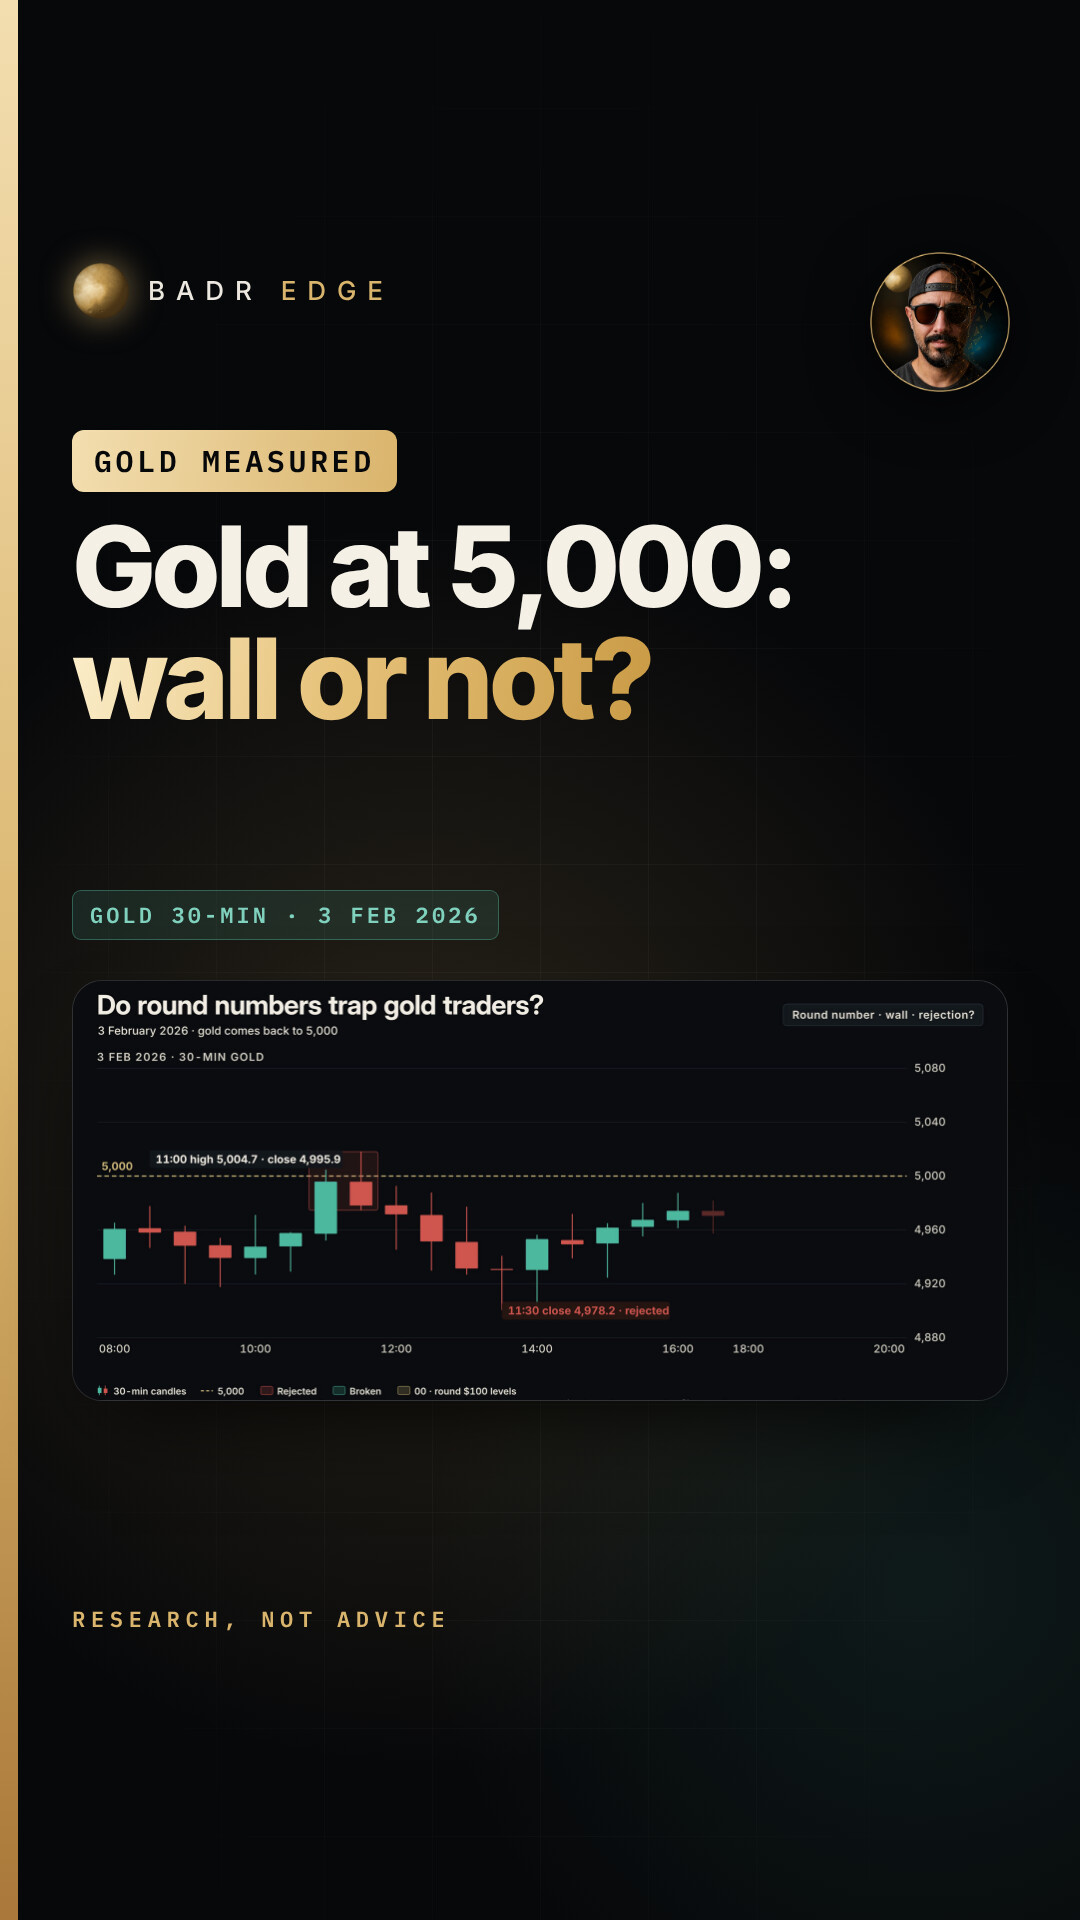 BADR EDGE
GOLD MEASURED
Gold at 5,000:
wall or not?
GOLD 30-MIN · 3 FEB 2026
Do round numbers trap gold traders?
Round number · wall · rejection?
3 February 2026 · gold comes back to 5,000
3 FEB 2026 · 30-MIN GOLD
5,080
5,040
11:00 high 5,004.7 · close 4,995.9
5,000
5,000
4,960
4,920
11:30 close 4,978.2 · rejected
4,880
08:00 10:00 12:00 14:00 16:00 18:00 20:00
30-min candles 5,000 Rejected Broken 00 · round $100 levels
RESEARCH, NOT ADVICE